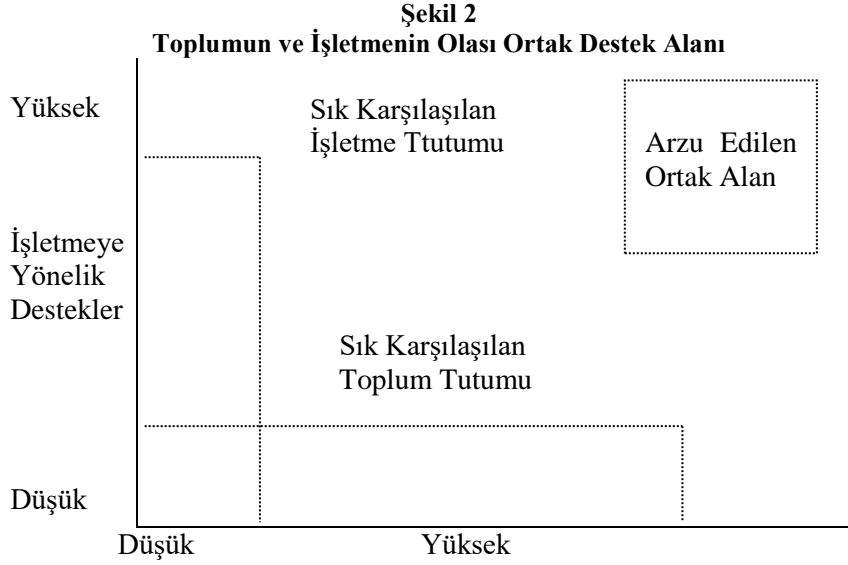 Şekil 2
Toplumun ve İşletmenin Olası Ortak Destek Alanı
Yüksek
Sık Karşılaşılan
İşletme Ttutumu
Arzu Edilen
Ortak Alan
İşletmeye
Yönelik
Destekler
Sık Karşılaşılan
Toplum Tutumu
Düşük
Düşük
Yüksek